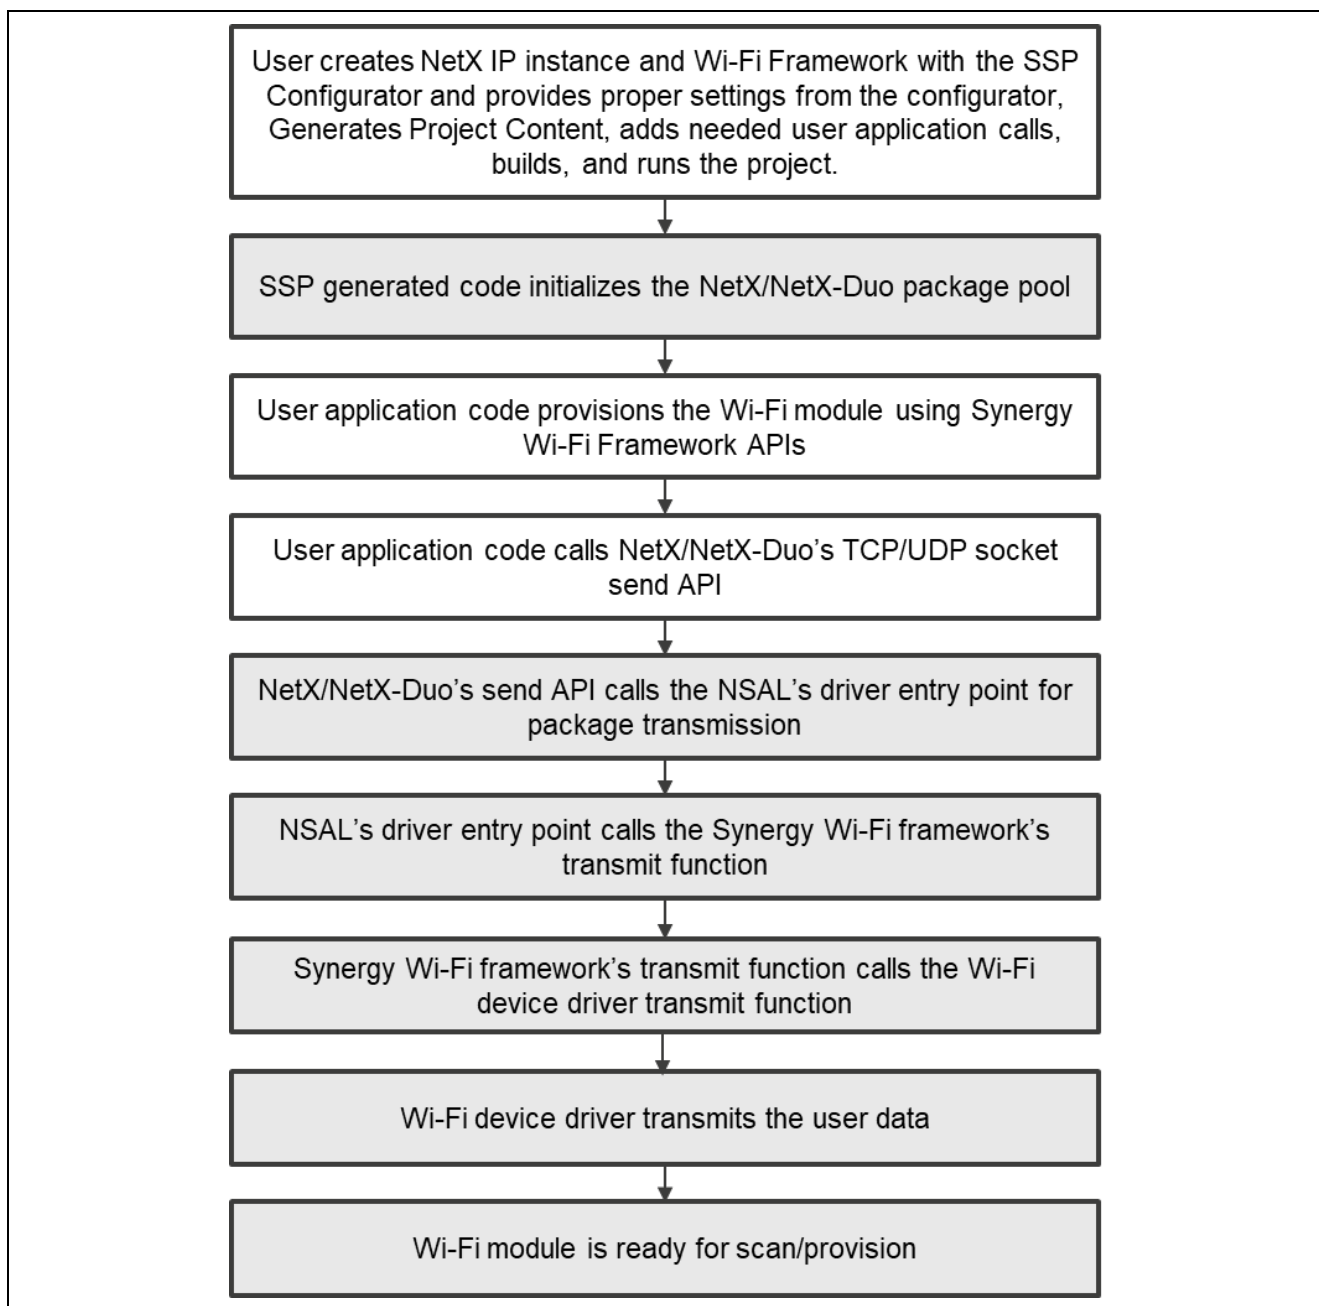 User creates NetX IP instance and Wi-Fi Framework with the SSP
Configurator and provides proper settings from the configurator,
Generates Project Content, adds needed user application calls,
builds, and runs the project.
SSP generated code initializes the NetX/NetX-Duo package pool
User application code provisions the Wi-Fi module using Synergy
Wi-Fi Framework APIs
User application code calls NetX/NetX-Duo’s TCP/UDP socket
send API
NetX/NetX-Duo’s send API calls the NSAL’s driver entry point for
package transmission
NSAL’s driver entry point calls the Synergy Wi-Fi framework’s
transmit function
Synergy Wi-Fi framework’s transmit function calls the Wi-Fi
device driver transmit function
Wi-Fi device driver transmits the user data
Wi-Fi module is ready for scan/provision